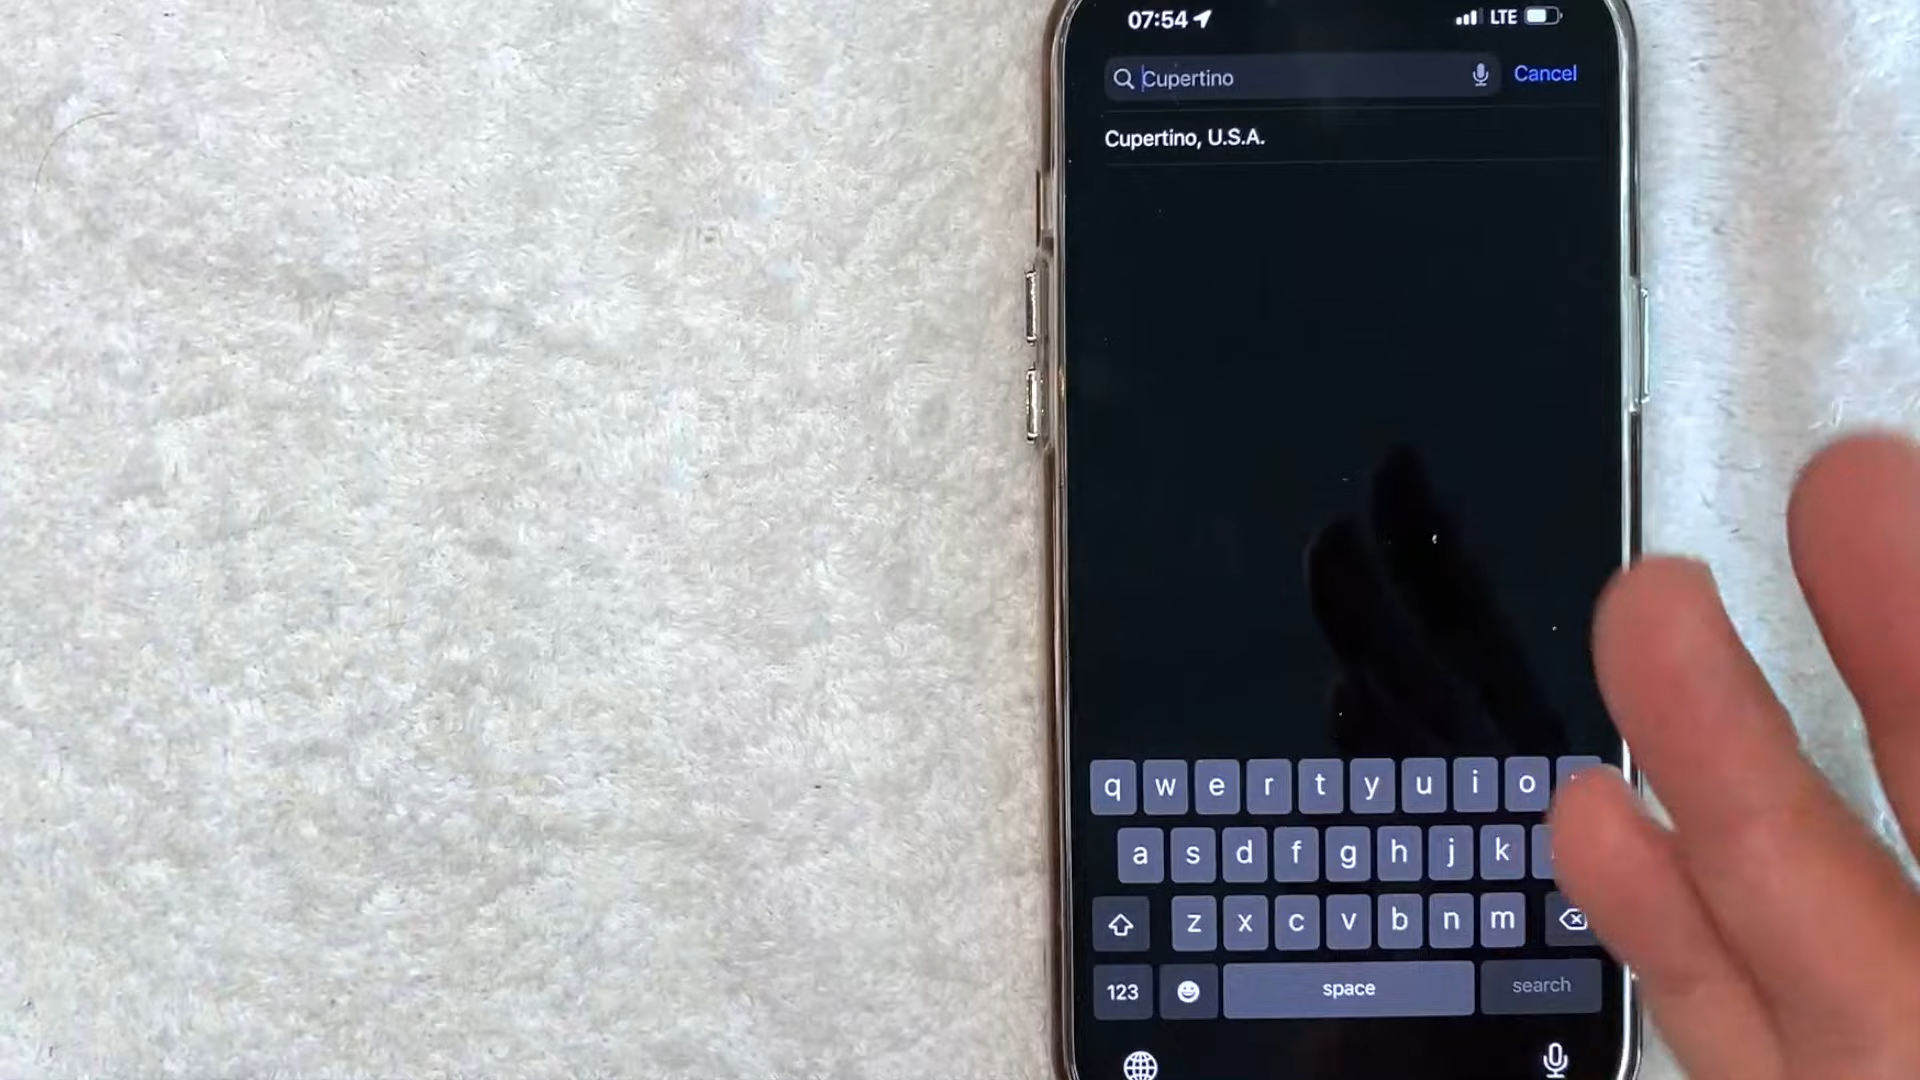 07:54 LTE
Cupertino Cancel
Cupertino, U.S.A.
q w e r t y u i o
a s d f g h j k
z x c v b n m
123 space search